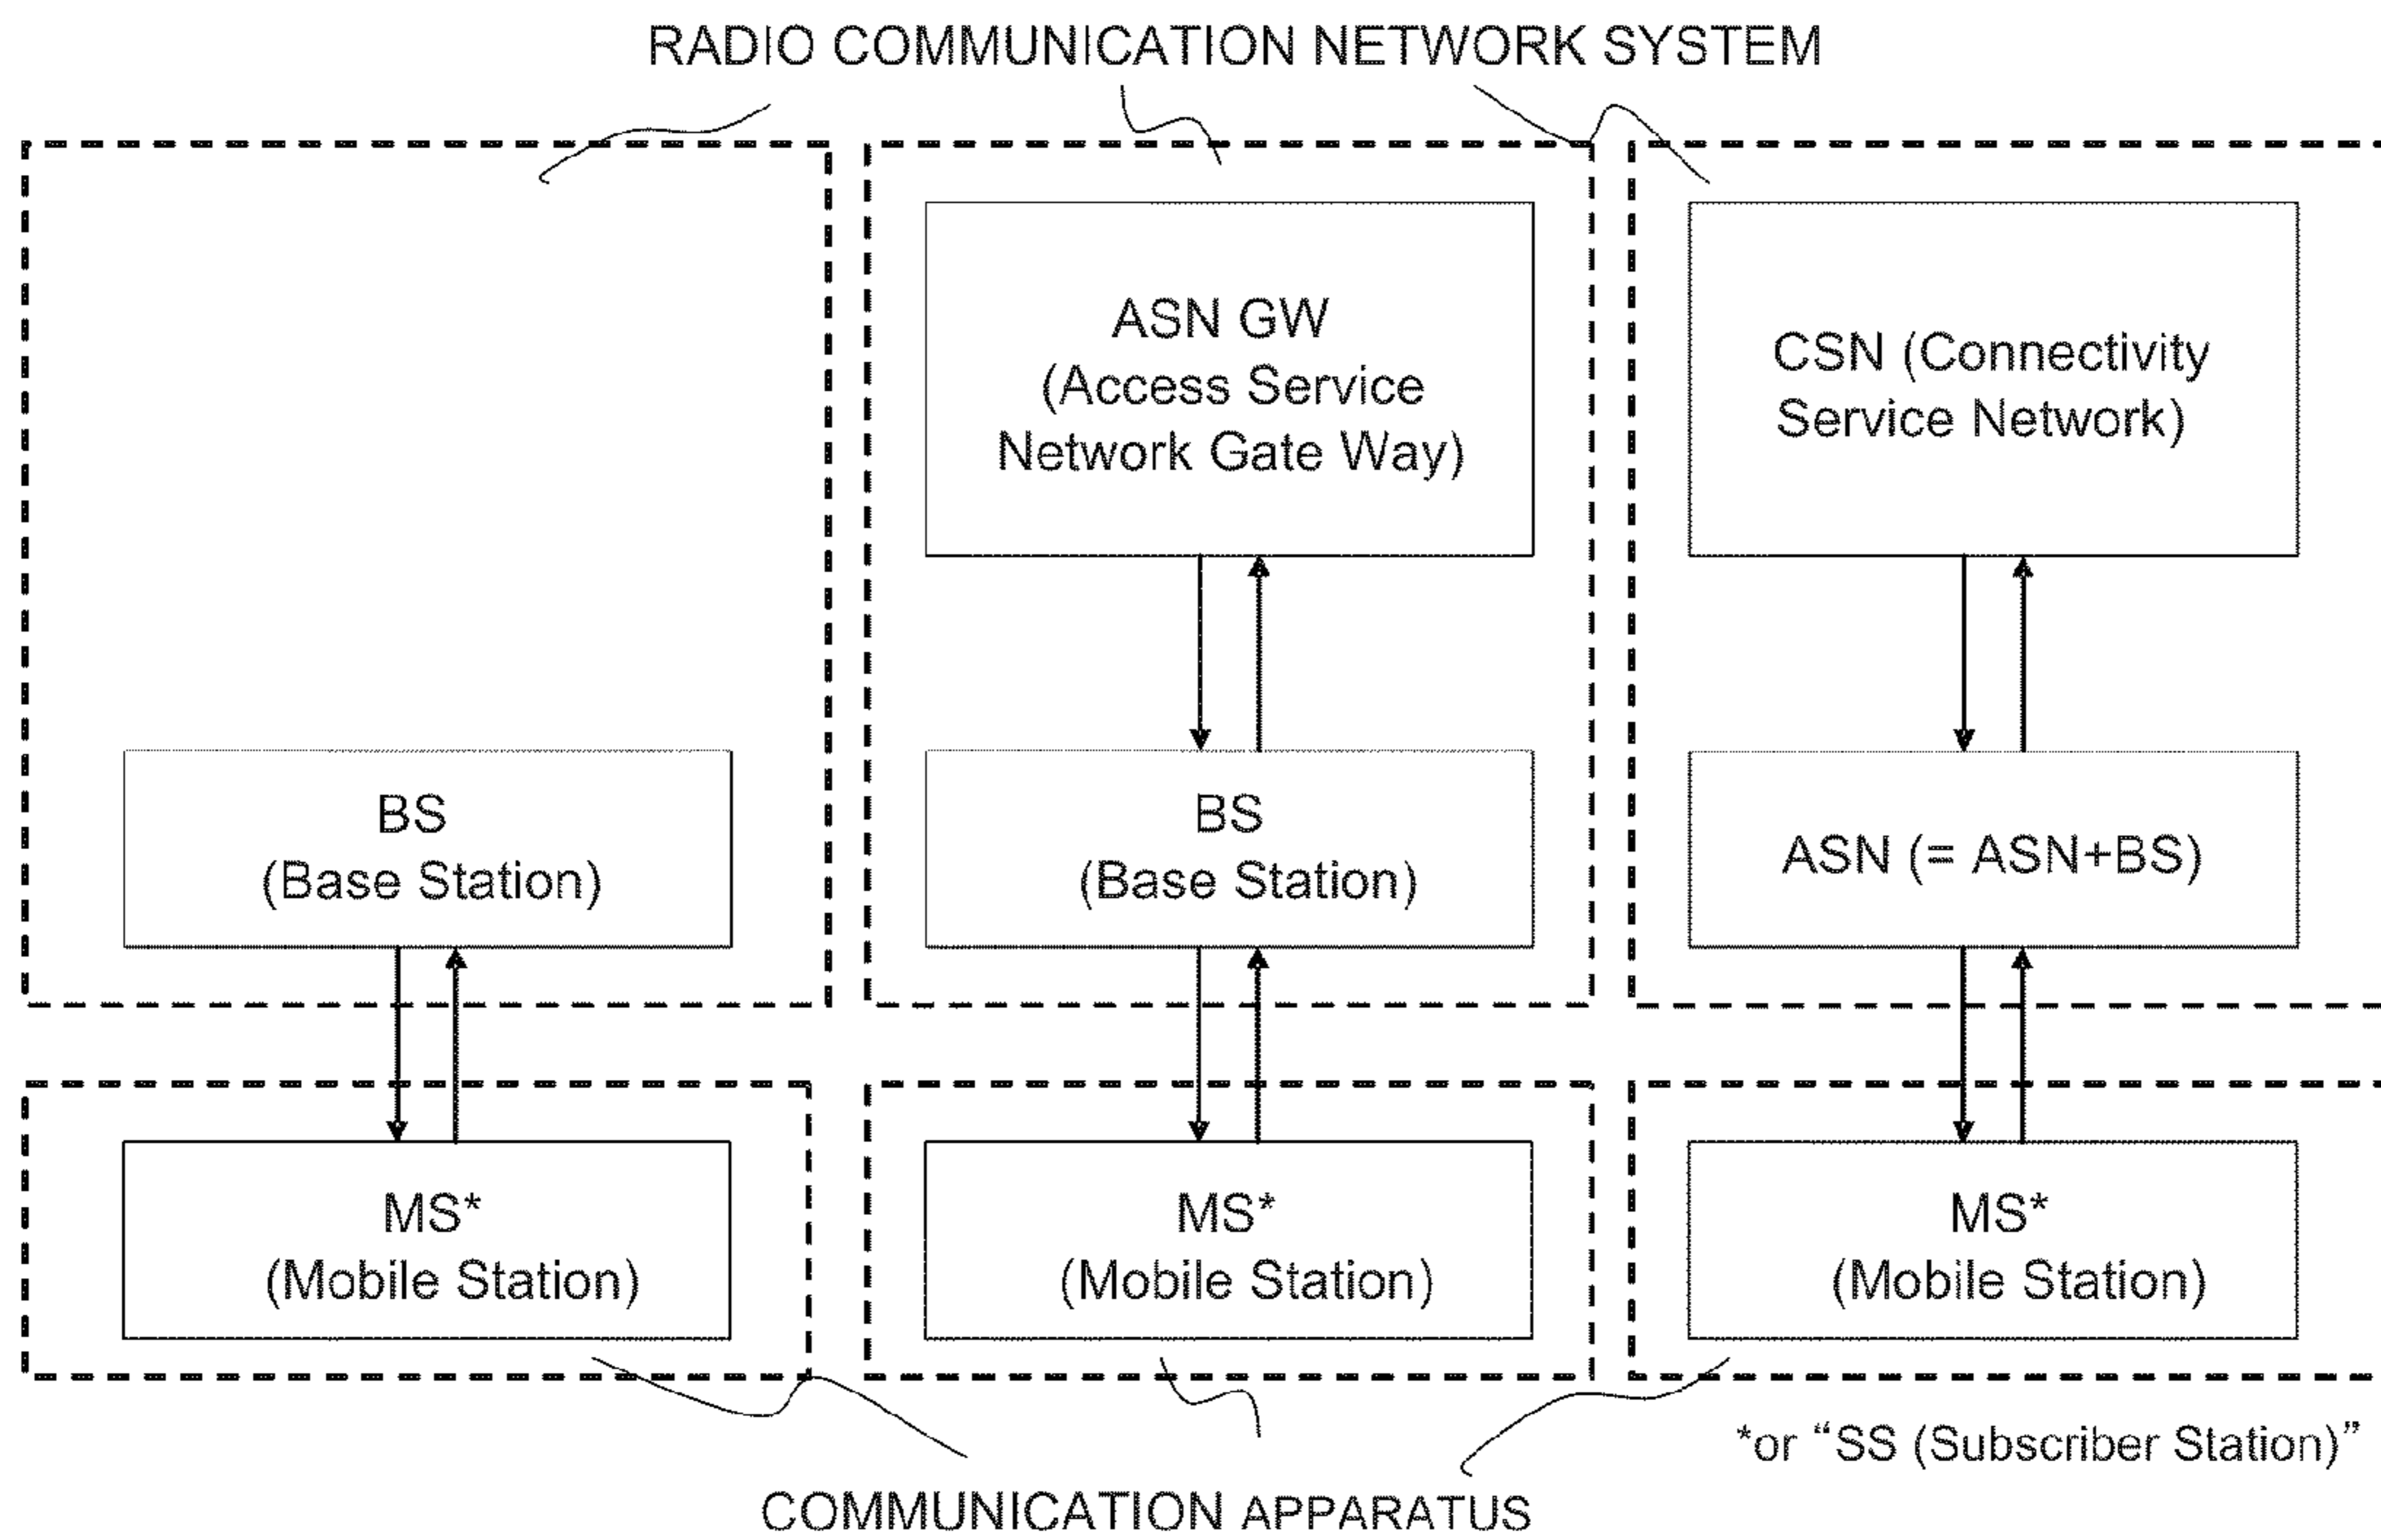 RADIO COMMUNICATION NETWORK SYSTEM
ASN GW
(Access Service
Network Gate Way)
CSN (Connectivity
Service Network)
BS
(Base Station)
BS
(Base Station)
ASN (= ASN+BS)
MS*
(Mobile Station)
MS*
(Mobile Station)
MS*
(Mobile Station)
*or “SS (Subscriber Station)”
COMMUNICATION APPARATUS